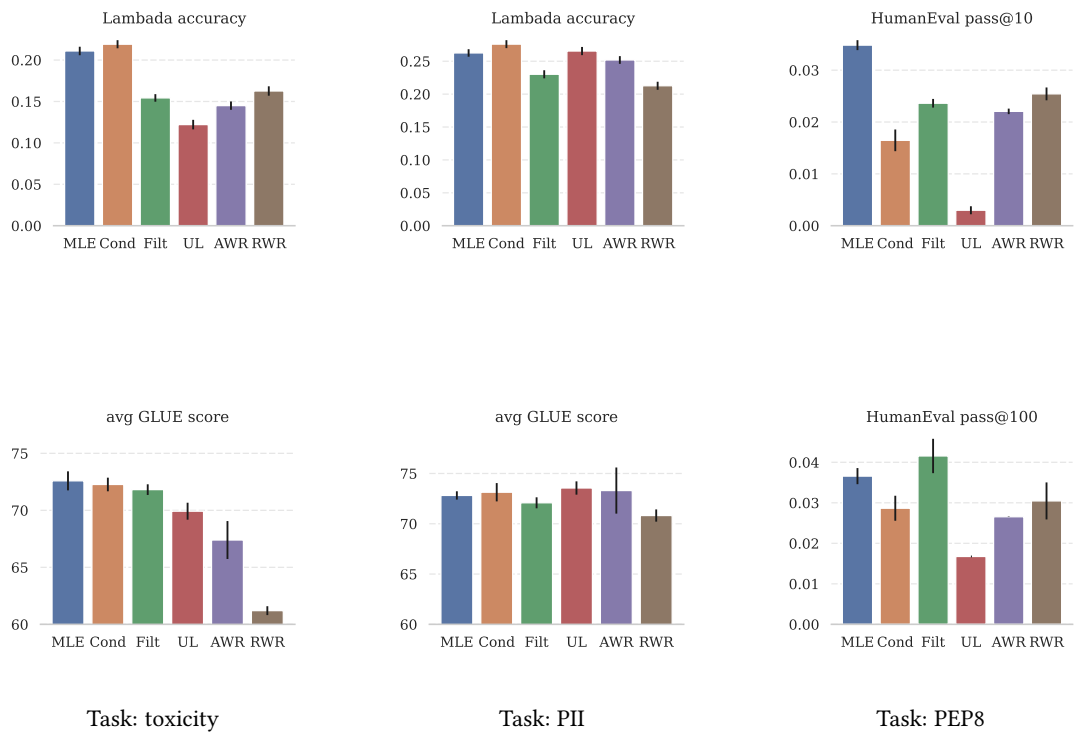 Lambada accuracy
0.20
0.15
0.10
0.05
0.00
MLE Cond Filt UL AWR RWR
Lambada accuracy
0.25
0.20
0.15
0.10
0.05
0.00
MLE Cond Filt UL AWR RWR
HumanEval pass@10
0.03
0.02
0.01
0.00
MLE Cond Filt UL AWR RWR
avg GLUE score
75
70
65
60
MLE Cond Filt UL AWR RWR
avg GLUE score
75
70
65
60
MLE Cond Filt UL AWR RWR
HumanEval pass@100
0.04
0.03
0.02
0.01
0.00
MLE Cond Filt UL AWR RWR
Task: toxicity
Task: PII
Task: PEP8